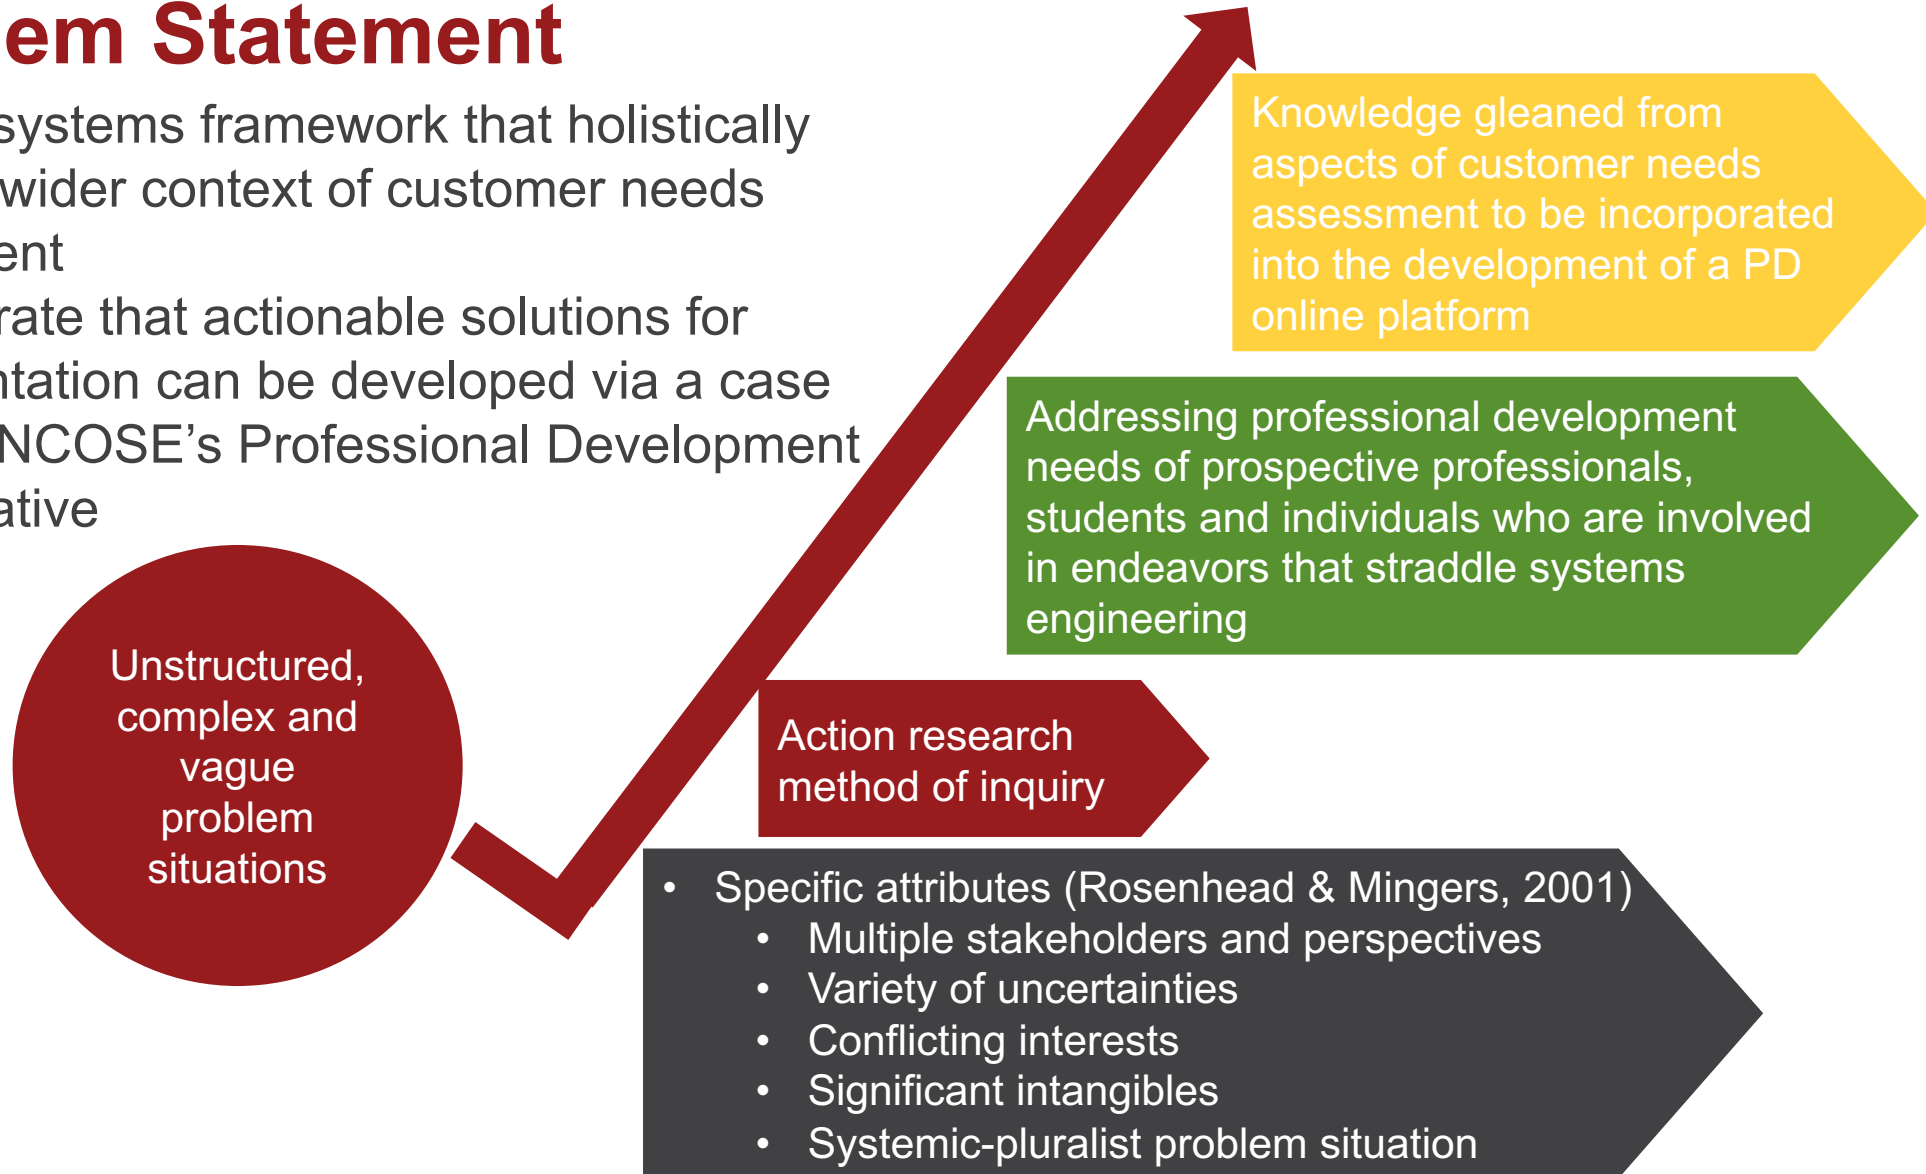 em Statement
systems framework that holistically
wider context of customer needs
ent
rate that actionable solutions for
ntation can be developed via a case
NCOSE’s Professional Development
ative
Unstructured,
complex and
vague
problem
situations
Knowledge gleaned from
aspects of customer needs
assessment to be incorporated
into the development of a PD
online platform
Addressing professional development
needs of prospective professionals,
students and individuals who are involved
in endeavors that straddle systems
engineering
Action research
method of inquiry
• Specific attributes (Rosenhead & Mingers, 2001)
• Multiple stakeholders and perspectives
• Variety of uncertainties
• Conflicting interests
• Significant intangibles
• Systemic-pluralist problem situation